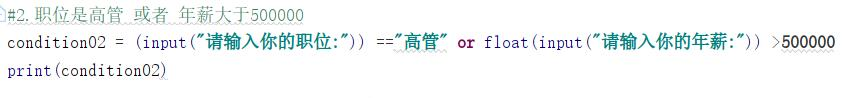 #2.职位是高管 或者 年薪大于500000
condition02 = (input("请输入你的职位:")) =="高管" or float(input("请输入你的年薪:")) >500000
print(condition02)